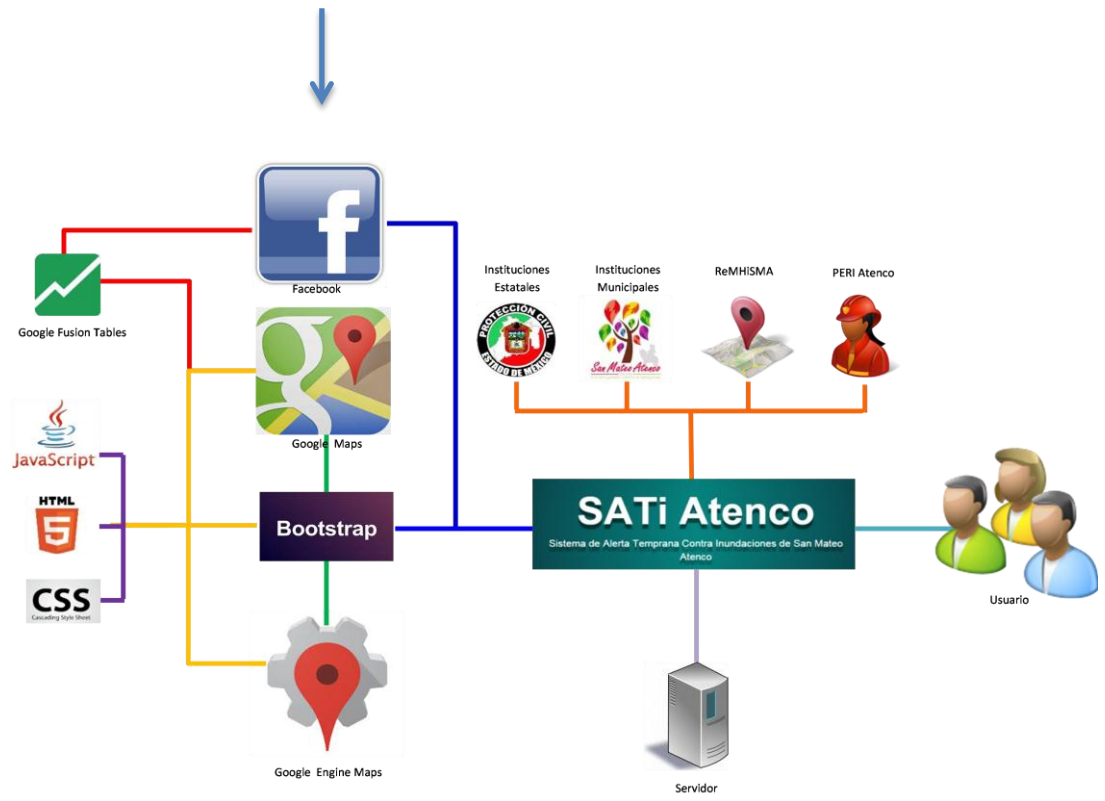 f
Facebook
Google Fusion Tables
g
Google Maps
JavaScript
HTML
5
CSS
Cascading Style Sheet
Bootstrap
Google Engine Maps
Instituciones
Estatales
PROTECCIÓN CIVIL
ESTADO DE MÉXICO
Instituciones
Municipales
San Mateo Atenco
ReMHiSMA
PERI Atenco
SATi Atenco
Sistema de Alerta Temprana Contra Inundaciones de San Mateo
Atenco
Usuario
Servidor